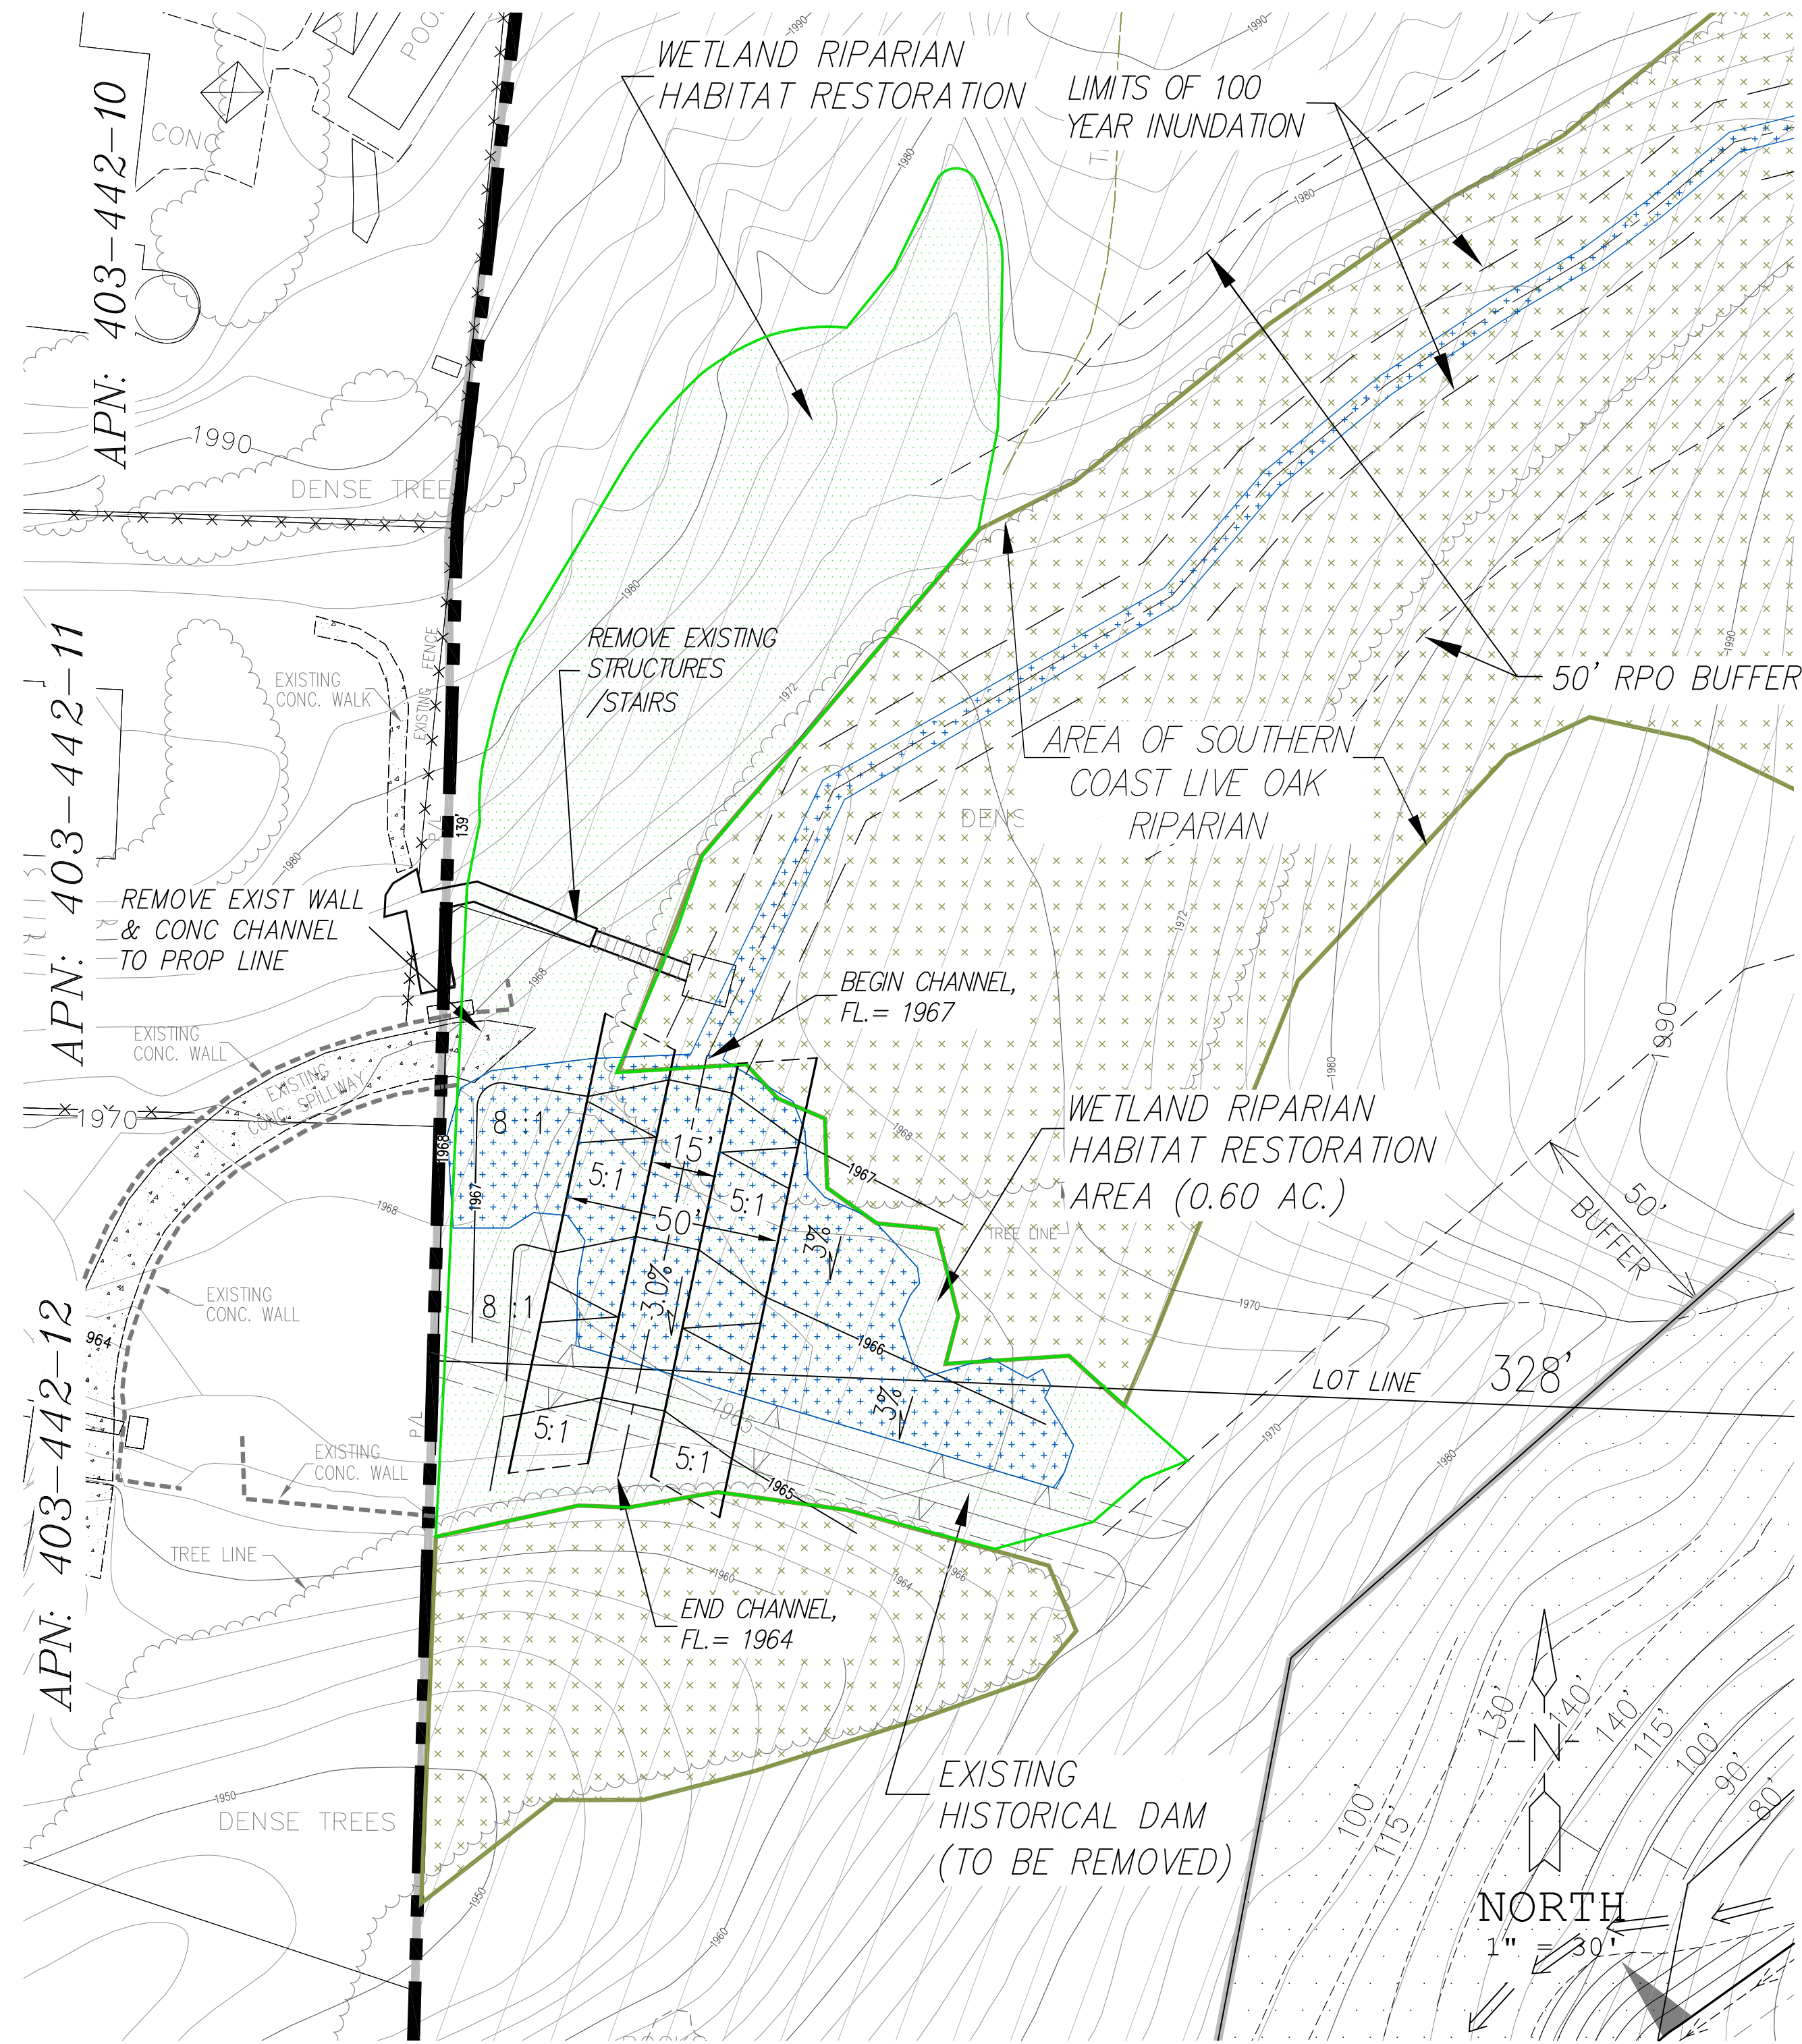 WETLAND RIPARIAN
HABITAT RESTORATION
LIMITS OF 100
YEAR INUNDATION
1990
1990
CONC
1980
1980
APN: 403-442-10
1990
DENSE TREE
1980
REMOVE EXISTING
STRUCTURES
/STAIRS
EXISTING FENCE
EXISTING
CONC. WALK
1972
1990
50' RPO BUFFER
AREA OF SOUTHERN
COAST LIVE OAK
RIPARIAN
DENS
139'
P/L
1980
APN: 403-442-11
REMOVE EXIST WALL
& CONC CHANNEL
TO PROP LINE
1972
1968
BEGIN CHANNEL,
FL.= 1967
1990
EXISTING
CONC. WALL
EXISTING
CONC. SPILLWAY
1980
1970
8 :1
15'
1968
1968
WETLAND RIPARIAN
HABITAT RESTORATION
AREA (0.60 AC.)
5:1
5:1
1967
1967
1968
50'
3%
TREE LINE
50'
BUFFER
EXISTING
CONC. WALL
8 :1
3.0%
1970
964
1966
LOT LINE
328'
3%
1965
5:1
5:1
P/L
1970
1980
EXISTING
CONC. WALL
1965
APN: 403-442-12
TREE LINE
1960
1964
1966
END CHANNEL,
FL.= 1964
EXISTING
HISTORICAL DAM
(TO BE REMOVED)
1950
DENSE TREES
1950
1960
130'
140'
140'
115'
100'
90'
80'
100'
115'
N
NORTH
1" = 30'